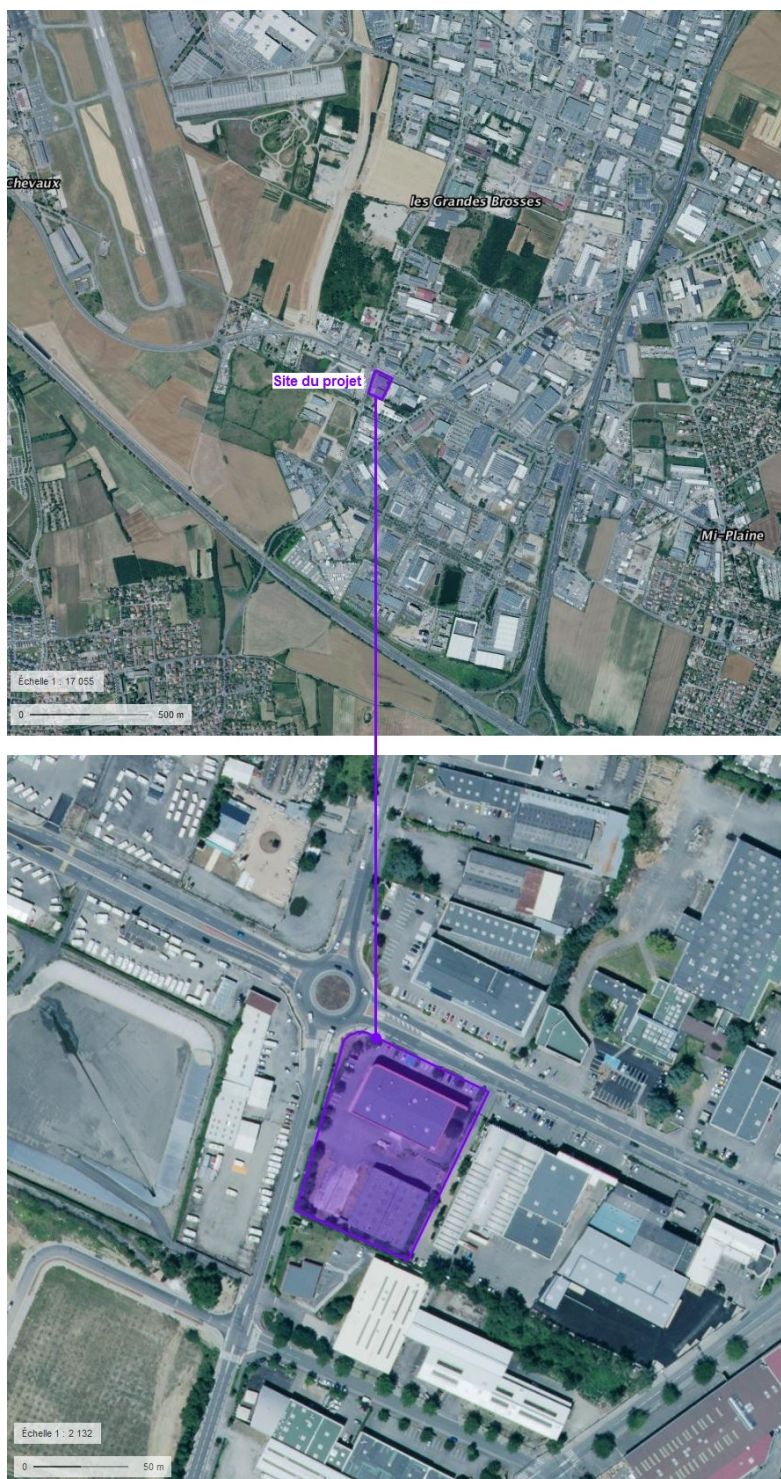 Chevaux
les Grandes Brosses
Site du projet
Mi-Plaine
Échelle 1 : 17 055
0 500 m
Échelle 1 : 2 132
0 50 m